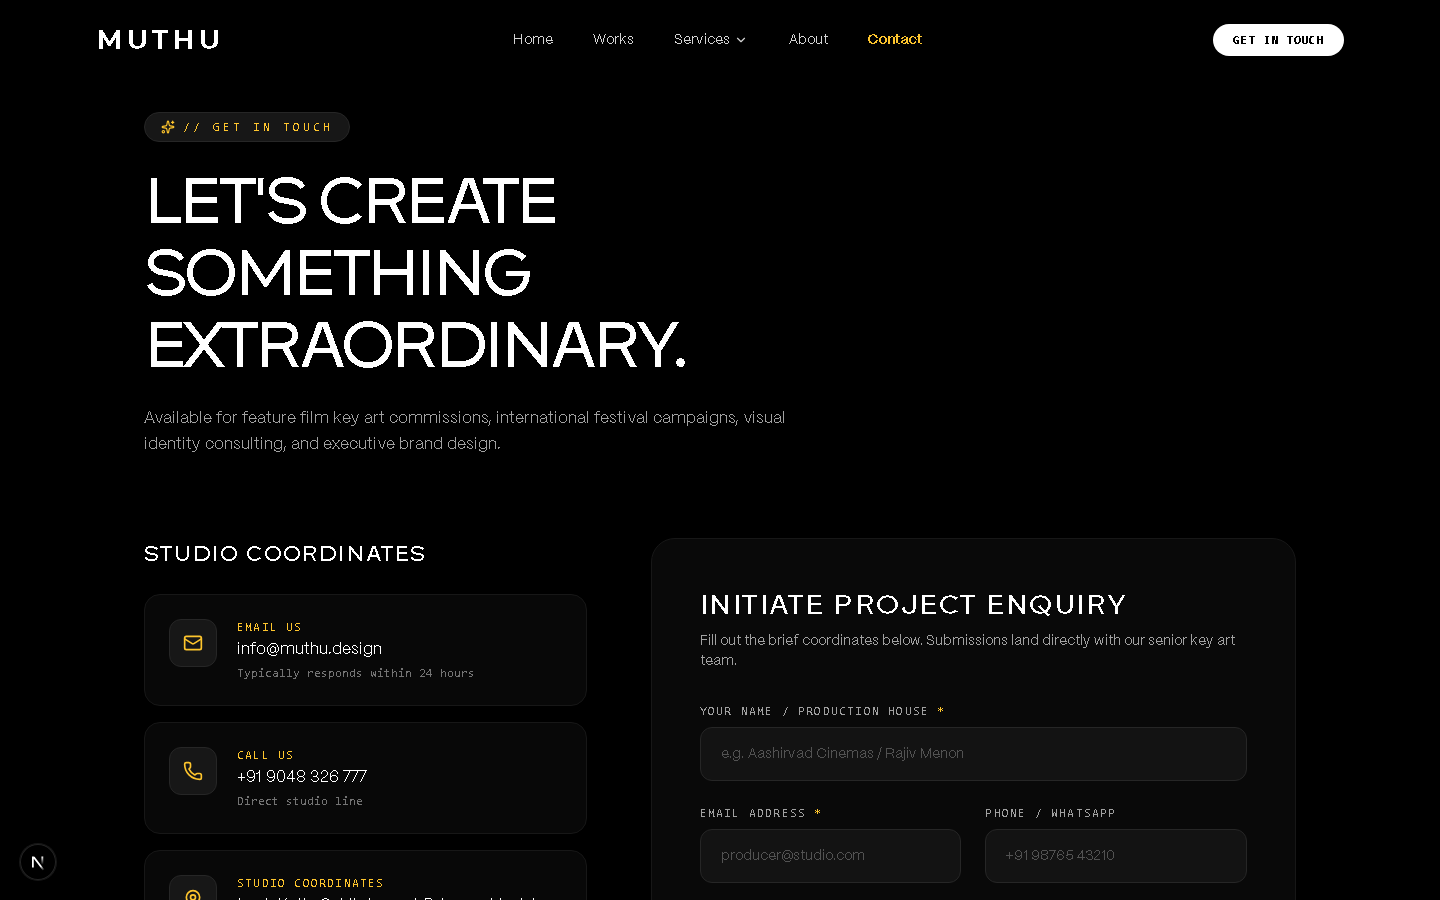 MUTHU
Home
Works
Services
About
Contact
GET IN TOUCH
// GET IN TOUCH
LET'S CREATE
SOMETHING
EXTRAORDINARY.
Available for feature film key art commissions, international festival campaigns, visual
identity consulting, and executive brand design.
STUDIO COORDINATES
EMAIL US
info@muthu.design
Typically responds within 24 hours
CALL US
+91 9048 326 777
Direct studio line
STUDIO COORDINATES
INITIATE PROJECT ENQUIRY
Fill out the brief coordinates below. Submissions land directly with our senior key art
team.
YOUR NAME / PRODUCTION HOUSE *
e.g. Aashirvad Cinemas / Rajiv Menon
EMAIL ADDRESS *
PHONE / WHATSAPP
producer@studio.com
+91 98765 43210
N